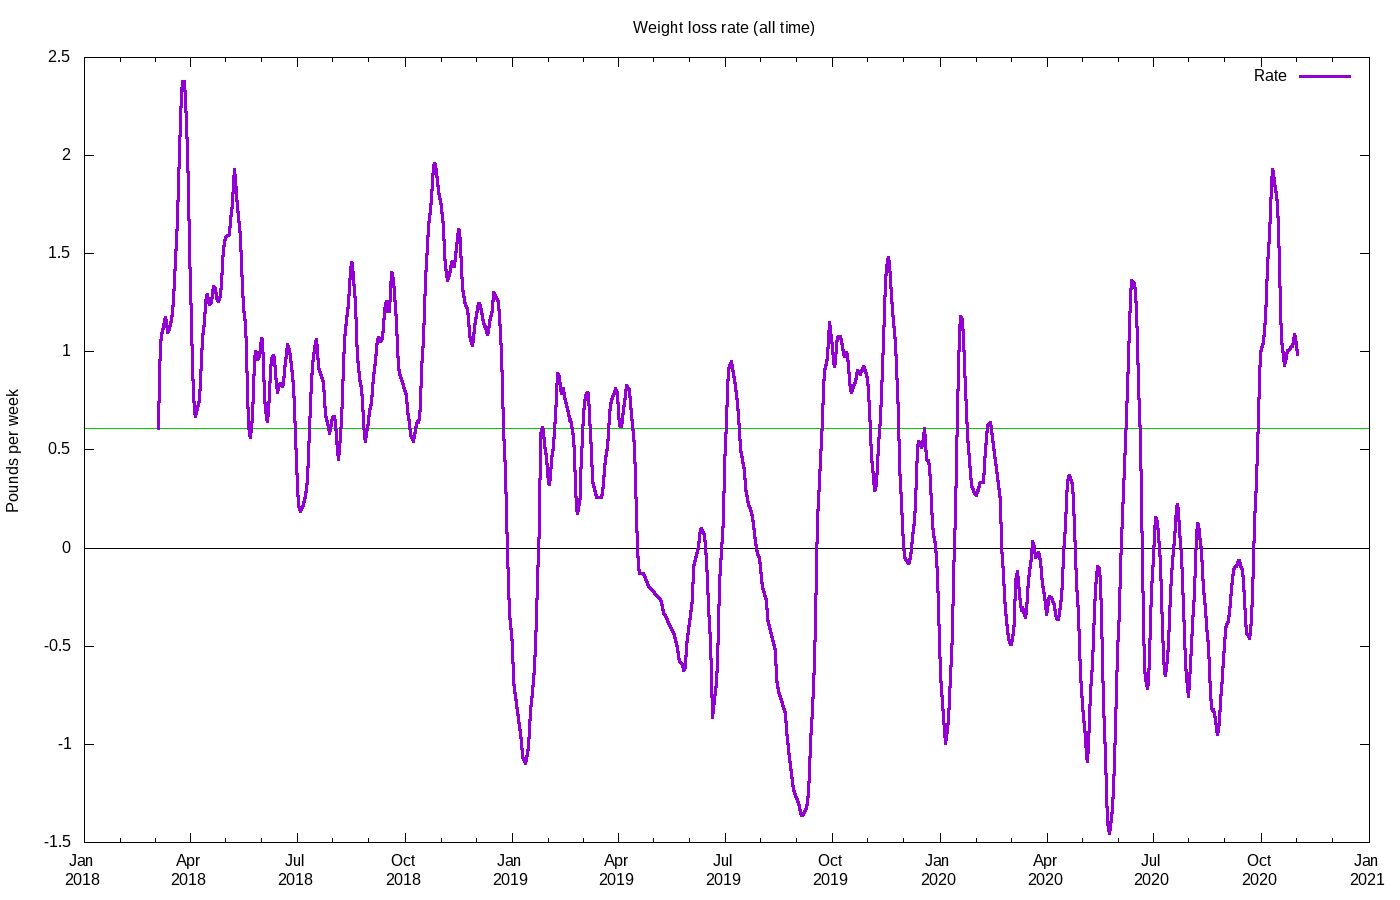 Weight loss rate (all time)
Rate
Pounds per week
2.5
2
1.5
1
0.5
0
-0.5
-1
-1.5
Jan 2018
Apr 2018
Jul 2018
Oct 2018
Jan 2019
Apr 2019
Jul 2019
Oct 2019
Jan 2020
Apr 2020
Jul 2020
Oct 2020
Jan 2021